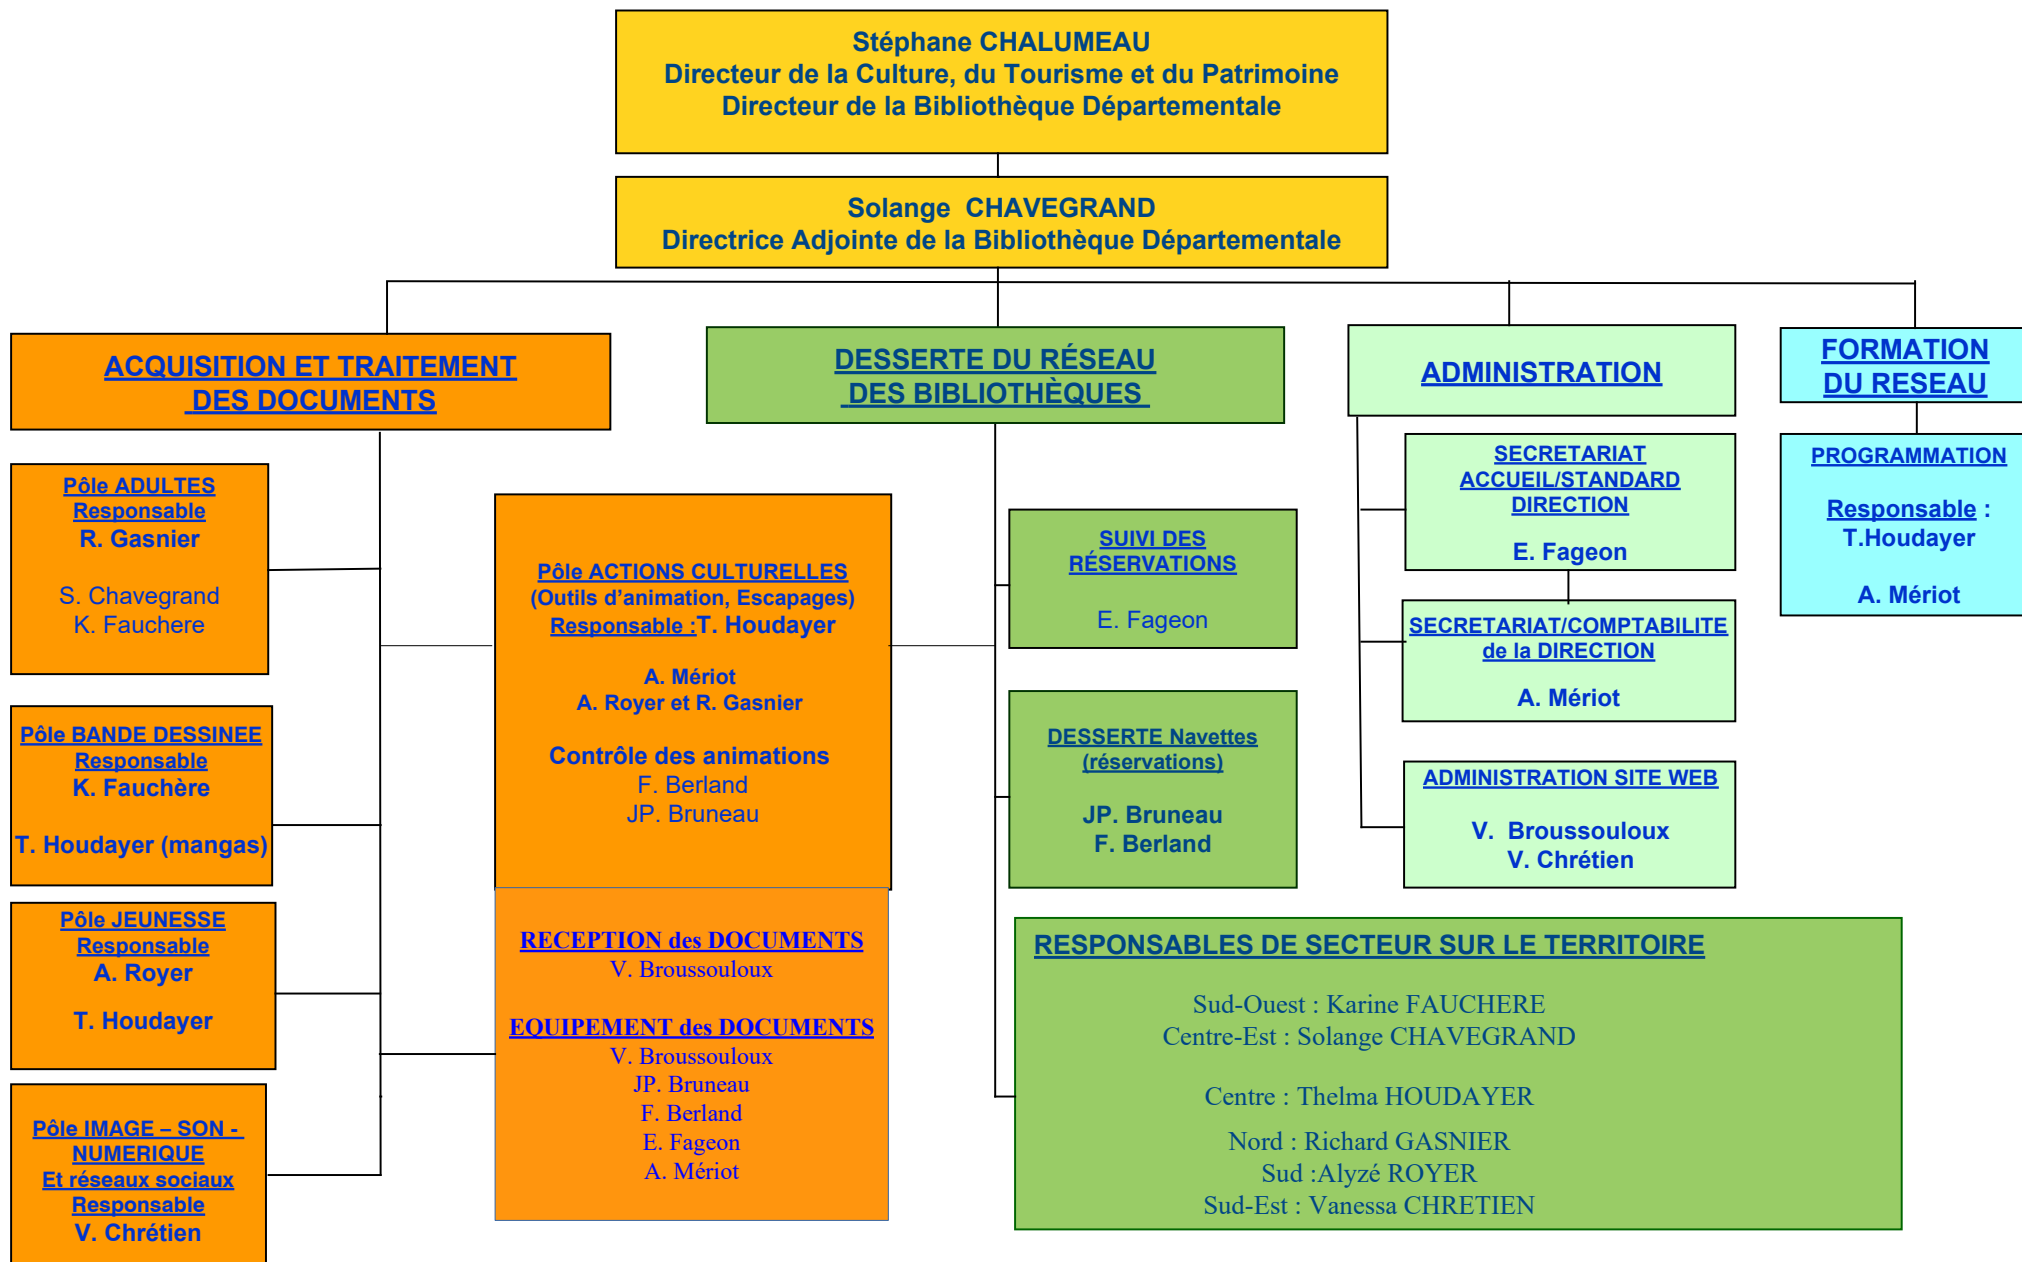 Stéphane CHALUMEAU
Directeur de la Culture, du Tourisme et du Patrimoine
Directeur de la Bibliothèque Départementale
Solange CHAVEGRAND
Directrice Adjointe de la Bibliothèque Départementale
ACQUISITION ET TRAITEMENT
DES DOCUMENTS
Pôle ADULTES
Responsable
R. Gasnier
S. Chavegrand
K. Fauchere
Pôle BANDE DESSINEE
Responsable
K. Fauchère
T. Houdayer (mangas)
Pôle JEUNESSE
Responsable
A. Royer
T. Houdayer
Pôle IMAGE – SON -
NUMERIQUE
Et réseaux sociaux
Responsable
V. Chrétien
Pôle ACTIONS CULTURELLES
(Outils d'animation, Escapages)
Responsable :T. Houdayer
A. Mériot
A. Royer et R. Gasnier
Contrôle des animations
F. Berland
JP. Bruneau
RECEPTION des DOCUMENTS
V. Broussouloux
EQUIPEMENT des DOCUMENTS
V. Broussouloux
JP. Bruneau
F. Berland
E. Fageon
A. Mériot
DESSERTE DU RÉSEAU
DES BIBLIOTHÈQUES
SUIVI DES
RÉSERVATIONS
E. Fageon
DESSERTE Navettes
(réservations)
JP. Bruneau
F. Berland
RESPONSABLES DE SECTEUR SUR LE TERRITOIRE
Sud-Ouest : Karine FAUCHERE
Centre-Est : Solange CHAVEGRAND
Centre : Thelma HOUDAYER
Nord : Richard GASNIER
Sud :Alyzé ROYER
Sud-Est : Vanessa CHRETIEN
ADMINISTRATION
SECRETARIAT
ACCUEIL/STANDARD
DIRECTION
E. Fageon
SECRETARIAT/COMPTABILITE
de la DIRECTION
A. Mériot
ADMINISTRATION SITE WEB
V. Broussouloux
V. Chrétien
FORMATION
DU RESEAU
PROGRAMMATION
Responsable :
T.Houdayer
A. Mériot